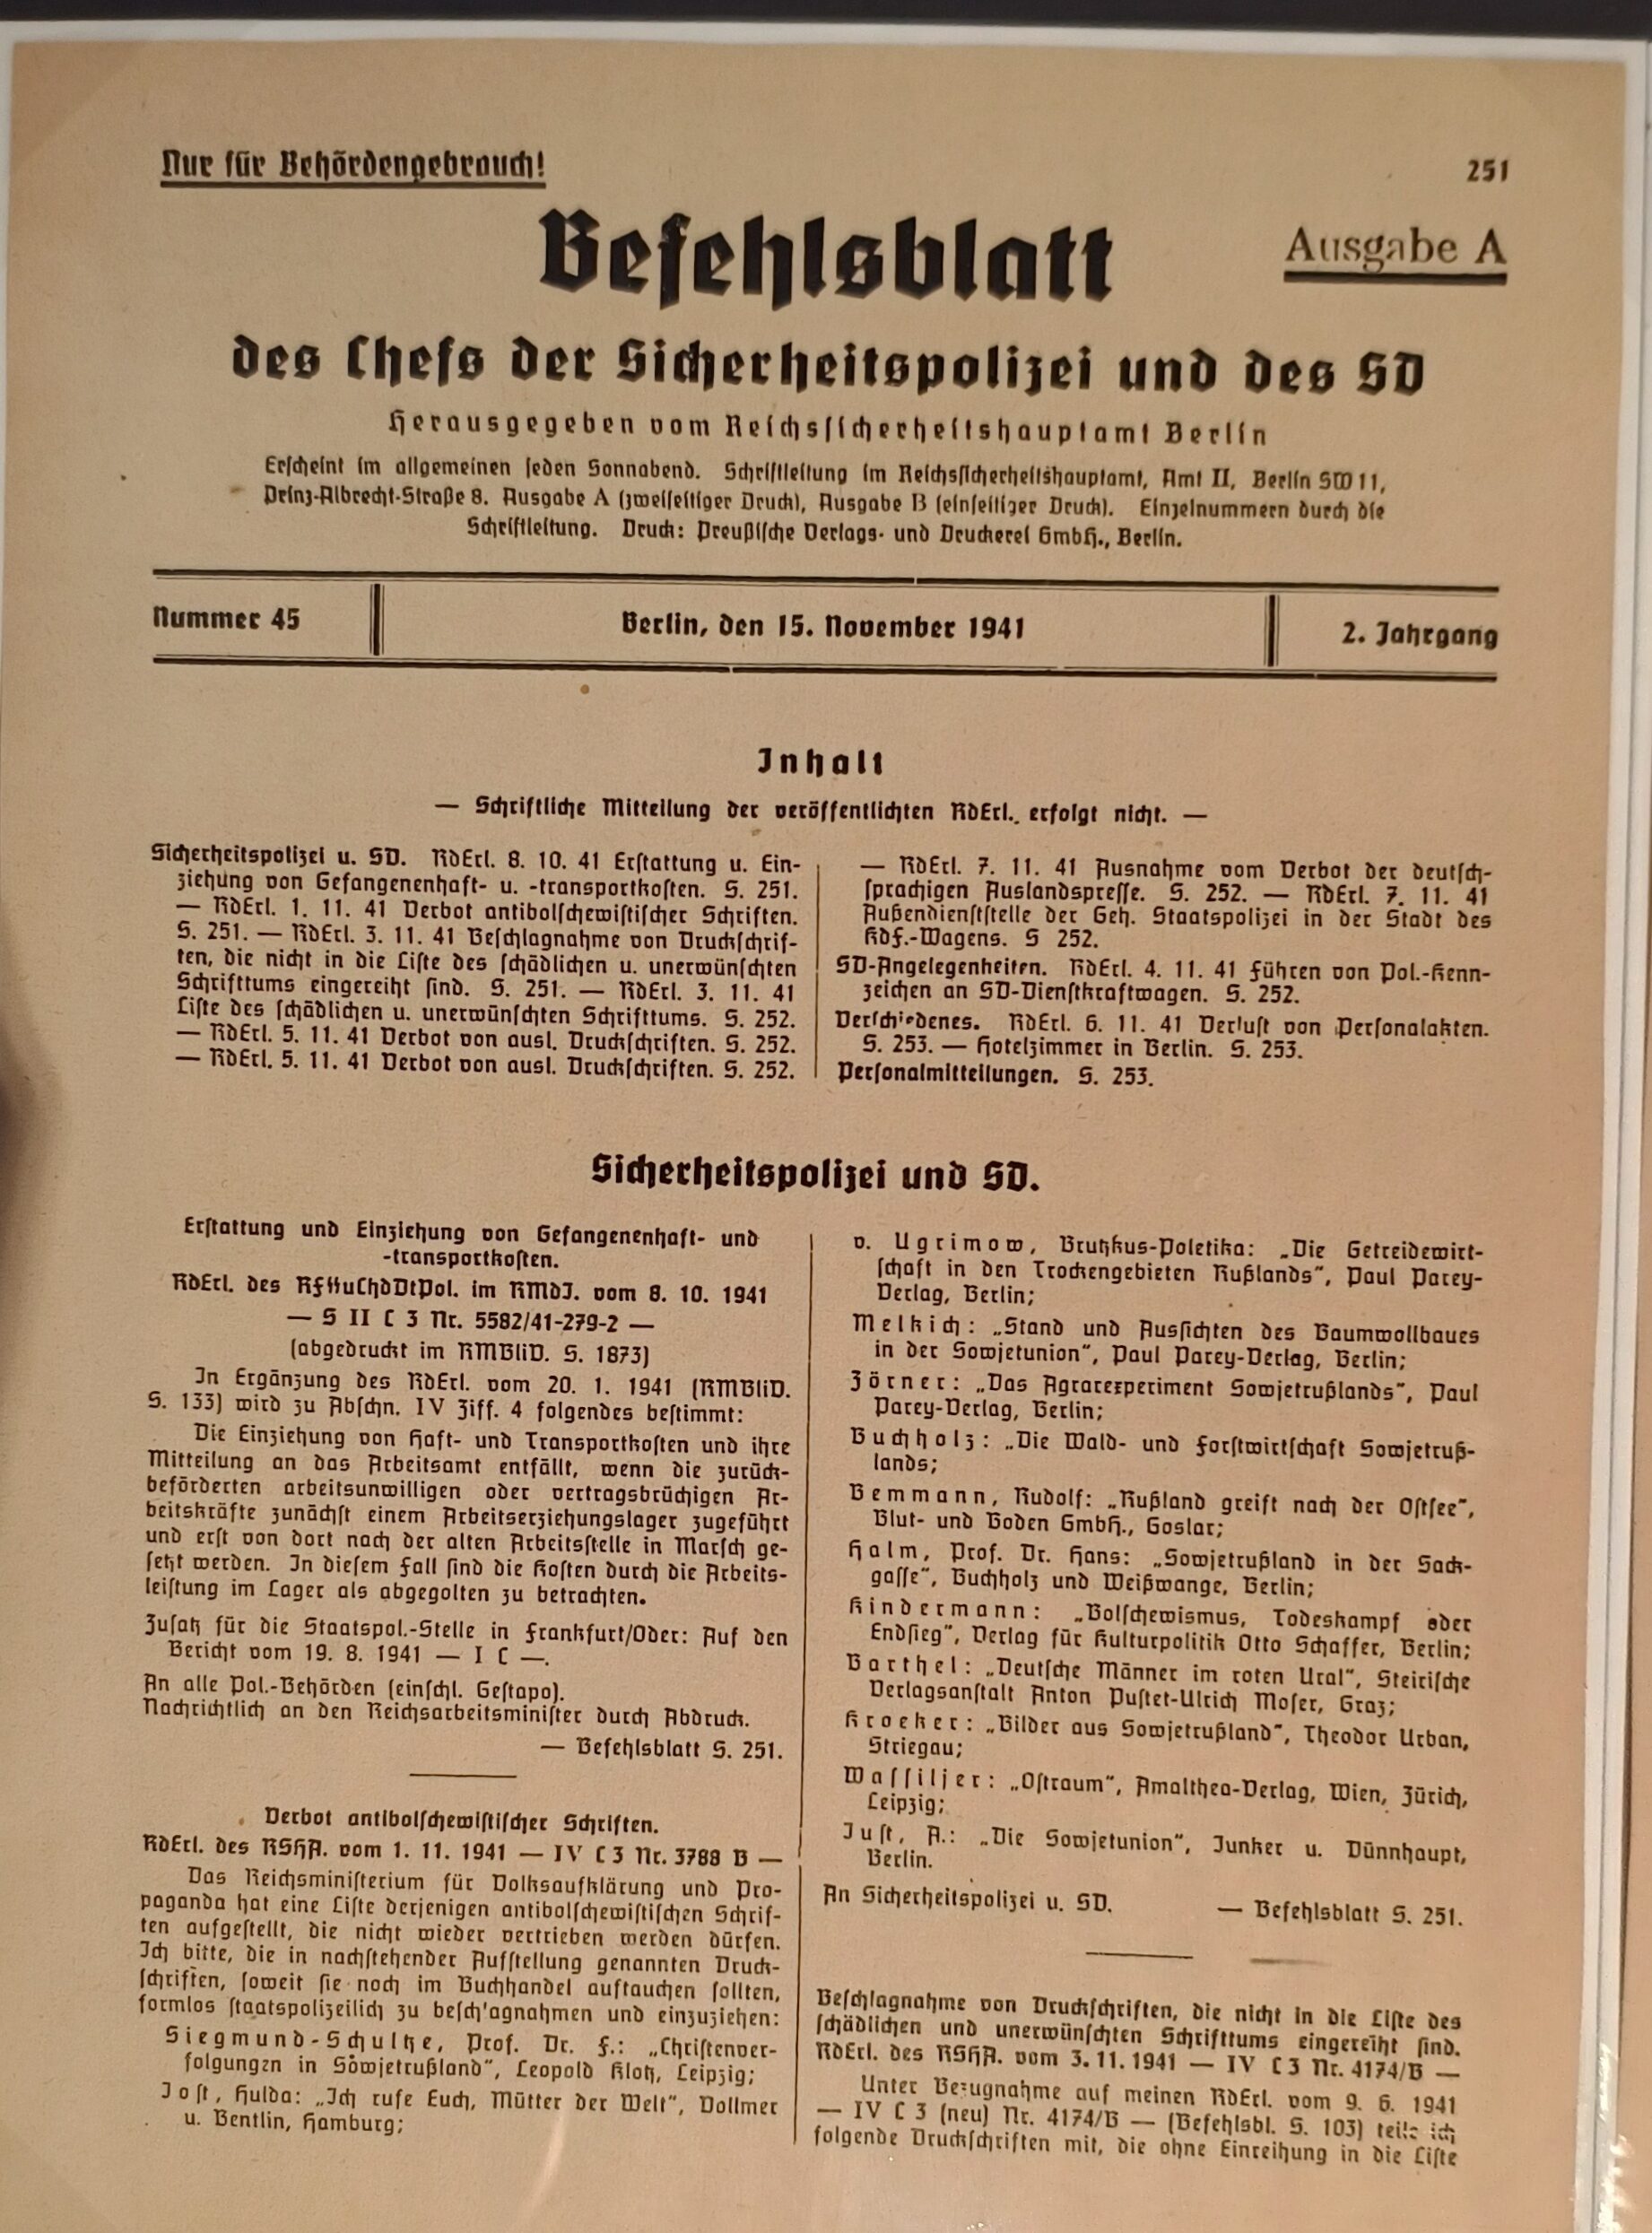 Nur für Behördengebrauch!
251
Befehlsblatt
Ausgabe A
des Chefs der Sicherheitspolizei und des SD
Herausgegeben vom Reichssicherheitshauptamt Berlin
Erscheint im allgemeinen jeden Sonnabend. Schriftleitung im Reichssicherheitshauptamt, Amt II, Berlin SW 11,
Prinz-Albrecht-Straße 8. Ausgabe A (zweiseitiger Druck), Ausgabe B (einseitiger Druck). Einzelnummern durch die
Schriftleitung. Druck: Preußische Verlags- und Druckerei GmbH., Berlin.
Nummer 45
Berlin, den 15. November 1941
2. Jahrgang
Inhalt
— Schriftliche Mitteilung der veröffentlichten RdErl. erfolgt nicht. —
Sicherheitspolizei u. SD. RdErl. 8. 10. 41 Erstattung u. Ein-
ziehung von Gefangenenhaft- u. -transportkosten. S. 251.
— RdErl. 1. 11. 41 Verbot antibolschewistischer Schriften.
S. 251. — RdErl. 3. 11. 41 Beschlagnahme von Druckschrif-
ten, die nicht in die Liste des schädlichen u. unerwünschten
Schrifttums eingereiht sind. S. 251. — RdErl. 3. 11. 41
Liste des schädlichen u. unerwünschten Schrifttums. S. 252.
— RdErl. 5. 11. 41 Verbot von ausl. Druckschriften. S. 252.
— RdErl. 5. 11. 41 Verbot von ausl. Druckschriften. S. 252.
— RdErl. 7. 11. 41 Ausnahme vom Verbot der deutsch-
sprachigen Auslandspresse. S. 252. — RdErl. 7. 11. 41
Außendienststelle der Geh. Staatspolizei in der Stadt des
KdF.-Wagens. S 252.
SD-Angelegenheiten. RdErl. 4. 11. 41 Führen von Pol.-Kenn-
zeichen an SD-Dienstkraftwagen. S. 252.
Verschiedenes. RdErl. 6. 11. 41 Verlust von Personalakten.
S. 253. — Hotelzimmer in Berlin. S. 253.
Personalmitteilungen. S. 253.
Sicherheitspolizei und SD.
Erstattung und Einziehung von Gefangenenhaft- und
-transportkosten.
RdErl. des RFSSuChdDtPol. im RMdJ. vom 8. 10. 1941
— S II C 3 Nr. 5582/41-279-2 —
(abgedruckt im RMBliV. S. 1873)
In Ergänzung des RdErl. vom 20. 1. 1941 (RMBliV.
S. 133) wird zu Abschn. IV Ziff. 4 folgendes bestimmt:
Die Einziehung von Haft- und Transportkosten und ihre
Mitteilung an das Arbeitsamt entfällt, wenn die zurück-
beförderten arbeitsunwilligen oder vertragsbrüchigen Ar-
beitskräfte zunächst einem Arbeitserziehungslager zugeführt
und erst von dort nach der alten Arbeitsstelle in Marsch ge-
setzt werden. In diesem Fall sind die Kosten durch die Arbeits-
leistung im Lager als abgegolten zu betrachten.
Zusatz für die Staatspol.-Stelle in Frankfurt/Oder: Auf den
Bericht vom 19. 8. 1941 — I C —.
An alle Pol.-Behörden (einschl. Gestapo).
Nachrichtlich an den Reichsarbeitsminister durch Abdruck.
— Befehlsblatt S. 251.
Verbot antibolschewistischer Schriften.
RdErl. des RSHA. vom 1. 11. 1941 — IV C 3 Nr. 3788 B —
Das Reichsministerium für Volksaufklärung und Pro-
paganda hat eine Liste derjenigen antibolschewistischen Schrif-
ten aufgestellt, die nicht wieder vertrieben werden dürfen.
Ich bitte, die in nachstehender Aufstellung genannten Druck-
schriften, soweit sie noch im Buchhandel auftauchen sollten,
formlos staatspolizeilich zu besch'agnahmen und einzuziehen:
Siegmund-Schultze, Prof. Dr. F.: „Christenver-
folgungen in Sowjetrußland", Leopold Klotz, Leipzig;
Jost, Hulda: „Ich rufe Euch, Mütter der Welt", Vollmer
u. Bentlin, Hamburg;
v. Ugrimow, Brutzkus-Poletika: „Die Getreidewirt-
schaft in den Trockengebieten Rußlands", Paul Parey-
Verlag, Berlin;
Melkich: „Stand und Aussichten des Baumwollbaues
in der Sowjetunion", Paul Parey-Verlag, Berlin;
Zörner: „Das Agrarexperiment Sowjetrußlands", Paul
Parey-Verlag, Berlin;
Buchholz: „Die Wald- und Forstwirtschaft Sowjetruß-
lands;
Bemmann, Rudolf: „Rußland greift nach der Ostsee",
Blut- und Boden GmbH., Goslar;
Halm, Prof. Dr. Hans: „Sowjetrußland in der Sack-
gasse", Buchholz und Weißwange, Berlin;
Kindermann: „Bolschewismus, Todeskampf oder
Endsieg", Verlag für Kulturpolitik Otto Schaffer, Berlin;
Barthel: „Deutsche Männer im roten Ural", Steirische
Verlagsanstalt Anton Pustet-Ulrich Moser, Graz;
Kroeker: „Bilder aus Sowjetrußland", Theodor Urban,
Striegau;
Wassiljer: „Ostraum", Amalthea-Verlag, Wien, Zürich,
Leipzig;
Just, A.: „Die Sowjetunion", Junker u. Dünnhaupt,
Berlin.
An Sicherheitspolizei u. SD.
— Befehlsblatt S. 251.
Beschlagnahme von Druckschriften, die nicht in die Liste des
schädlichen und unerwünschten Schrifttums eingereiht sind.
RdErl. des RSHA. vom 3. 11. 1941 — IV C 3 Nr. 4174/B —
Unter Bezugnahme auf meinen RdErl. vom 9. 6. 1941
— IV C 3 (neu) Nr. 4174/B — (Befehlsbl. S. 103) teile ich
folgende Druckschriften mit, die ohne Einreihung in die Liste